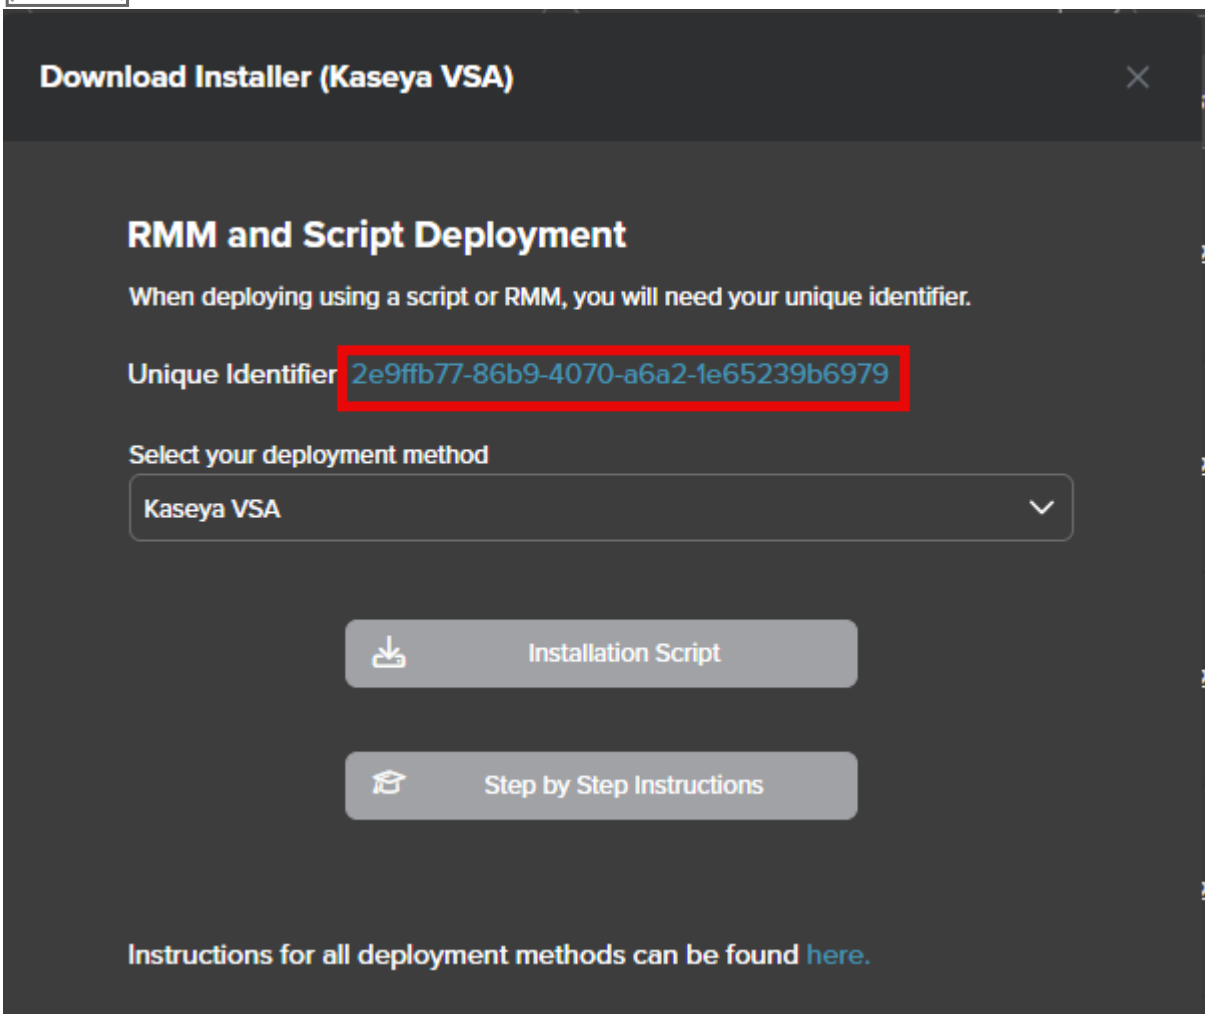 Download Installer (Kaseya VSA)
RMM and Script Deployment
When deploying using a script or RMM, you will need your unique identifier.
Unique Identifier 2e9ffb77-86b9-4070-a6a2-1e65239b6979
Select your deployment method
Kaseya VSA
Installation Script
Step by Step Instructions
Instructions for all deployment methods can be found here.